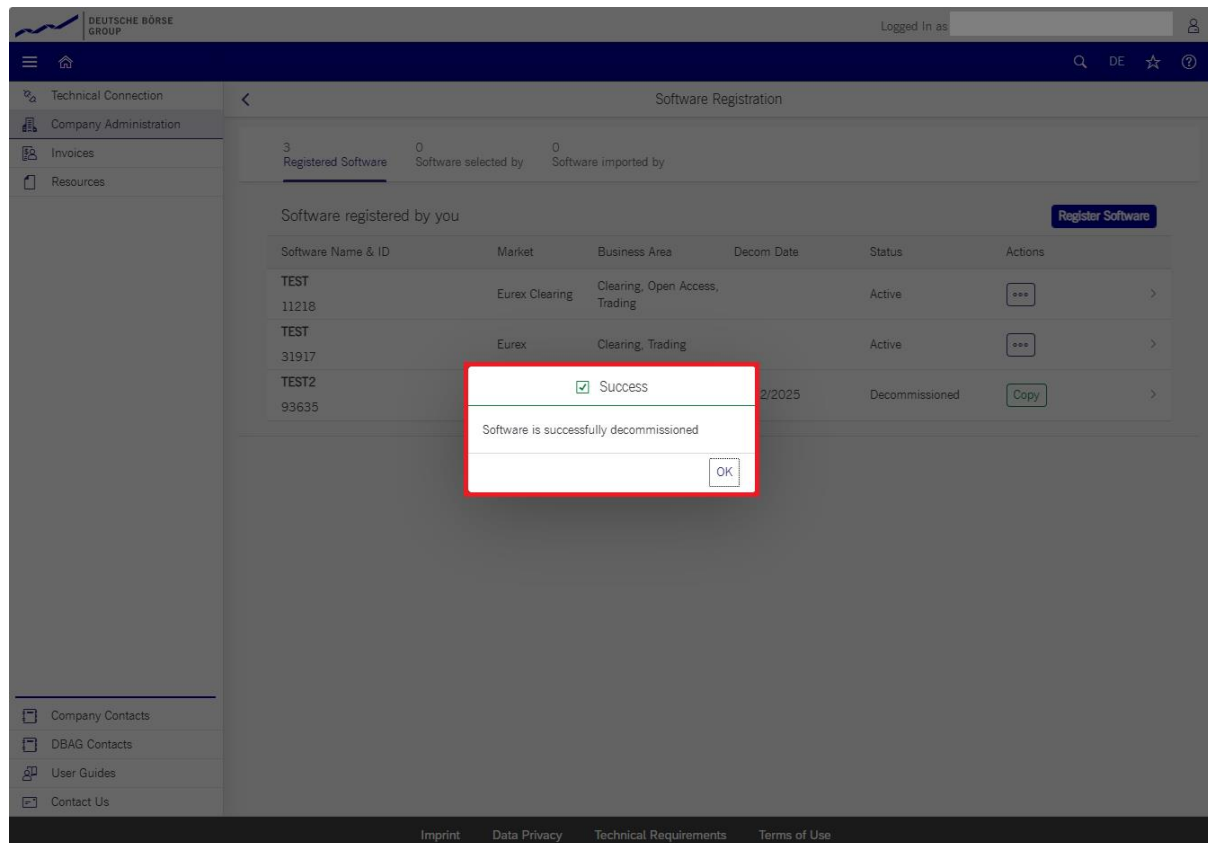 DEUTSCHE BÖRSE
GROUP
Logged In as
DE
Technical Connection
Company Administration
Invoices
Resources
Software Registration
3
Registered Software
0
Software selected by
0
Software imported by
Software registered by you
Register Software
Software Name & ID Market Business Area Decom Date Status Actions
TEST
11218
Eurex Clearing
Clearing, Open Access,
Trading
Active
TEST
31917
Eurex
Clearing, Trading
Active
TEST2
93635
2/2025
Decommissioned
Copy
Success
Software is successfully decommissioned
OK
Company Contacts
DBAG Contacts
User Guides
Contact Us
Imprint Data Privacy Technical Requirements Terms of Use